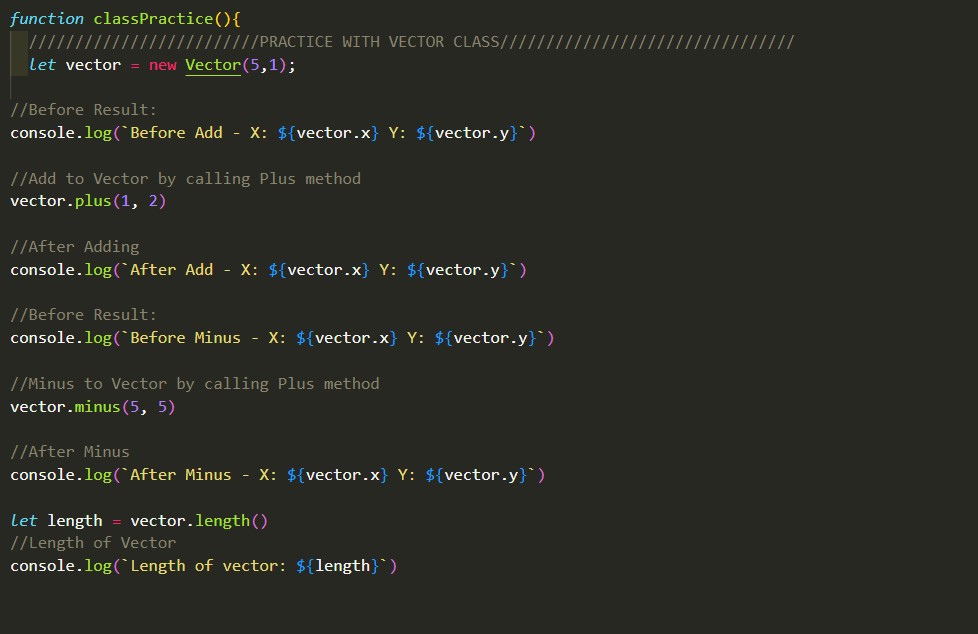 function classPractice(){
/////////////////////////PRACTICE WITH VECTOR CLASS////////////////////////////////
let vector = new Vector(5,1);
//Before Result:
console.log(`Before Add - X: ${vector.x} Y: ${vector.y}`)
//Add to Vector by calling Plus method
vector.plus(1, 2)
//After Adding
console.log(`After Add - X: ${vector.x} Y: ${vector.y}`)
//Before Result:
console.log(`Before Minus - X: ${vector.x} Y: ${vector.y}`)
//Minus to Vector by calling Plus method
vector.minus(5, 5)
//After Minus
console.log(`After Minus - X: ${vector.x} Y: ${vector.y}`)
let length = vector.length()
//Length of Vector
console.log(`Length of vector: ${length}`)